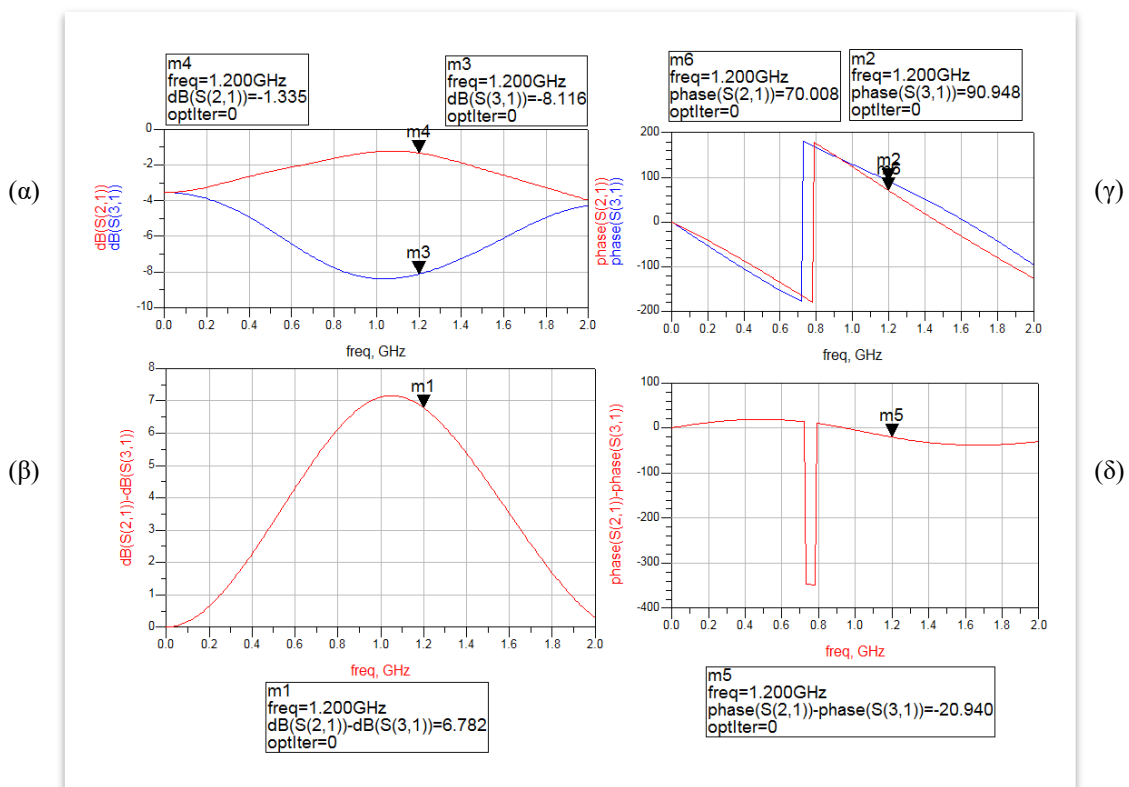 m4
freq=1.200GHz
dB(S(2,1))=-1.335
optIter=0
m3
freq=1.200GHz
dB(S(3,1))=-8.116
optIter=0
(α)
dB(S(2,1))
dB(S(3,1))
0
-2
-4
-6
-8
-10
m4
m3
0.0 0.2 0.4 0.6 0.8 1.0 1.2 1.4 1.6 1.8 2.0
freq, GHz
m6
freq=1.200GHz
phase(S(2,1))=70.008
optIter=0
m2
freq=1.200GHz
phase(S(3,1))=90.948
optIter=0
(γ)
phase(S(2,1))
phase(S(3,1))
200
100
0
-100
-200
m2
0.0 0.2 0.4 0.6 0.8 1.0 1.2 1.4 1.6 1.8 2.0
freq, GHz
(β)
dB(S(2,1))-dB(S(3,1))
8
7
6
5
4
3
2
1
0
m1
0.0 0.2 0.4 0.6 0.8 1.0 1.2 1.4 1.6 1.8 2.0
freq, GHz
m1
freq=1.200GHz
dB(S(2,1))-dB(S(3,1))=6.782
optIter=0
(δ)
phase(S(2,1))-phase(S(3,1))
100
0
-100
-200
-300
-400
m5
0.0 0.2 0.4 0.6 0.8 1.0 1.2 1.4 1.6 1.8 2.0
freq, GHz
m5
freq=1.200GHz
phase(S(2,1))-phase(S(3,1))=-20.940
optIter=0